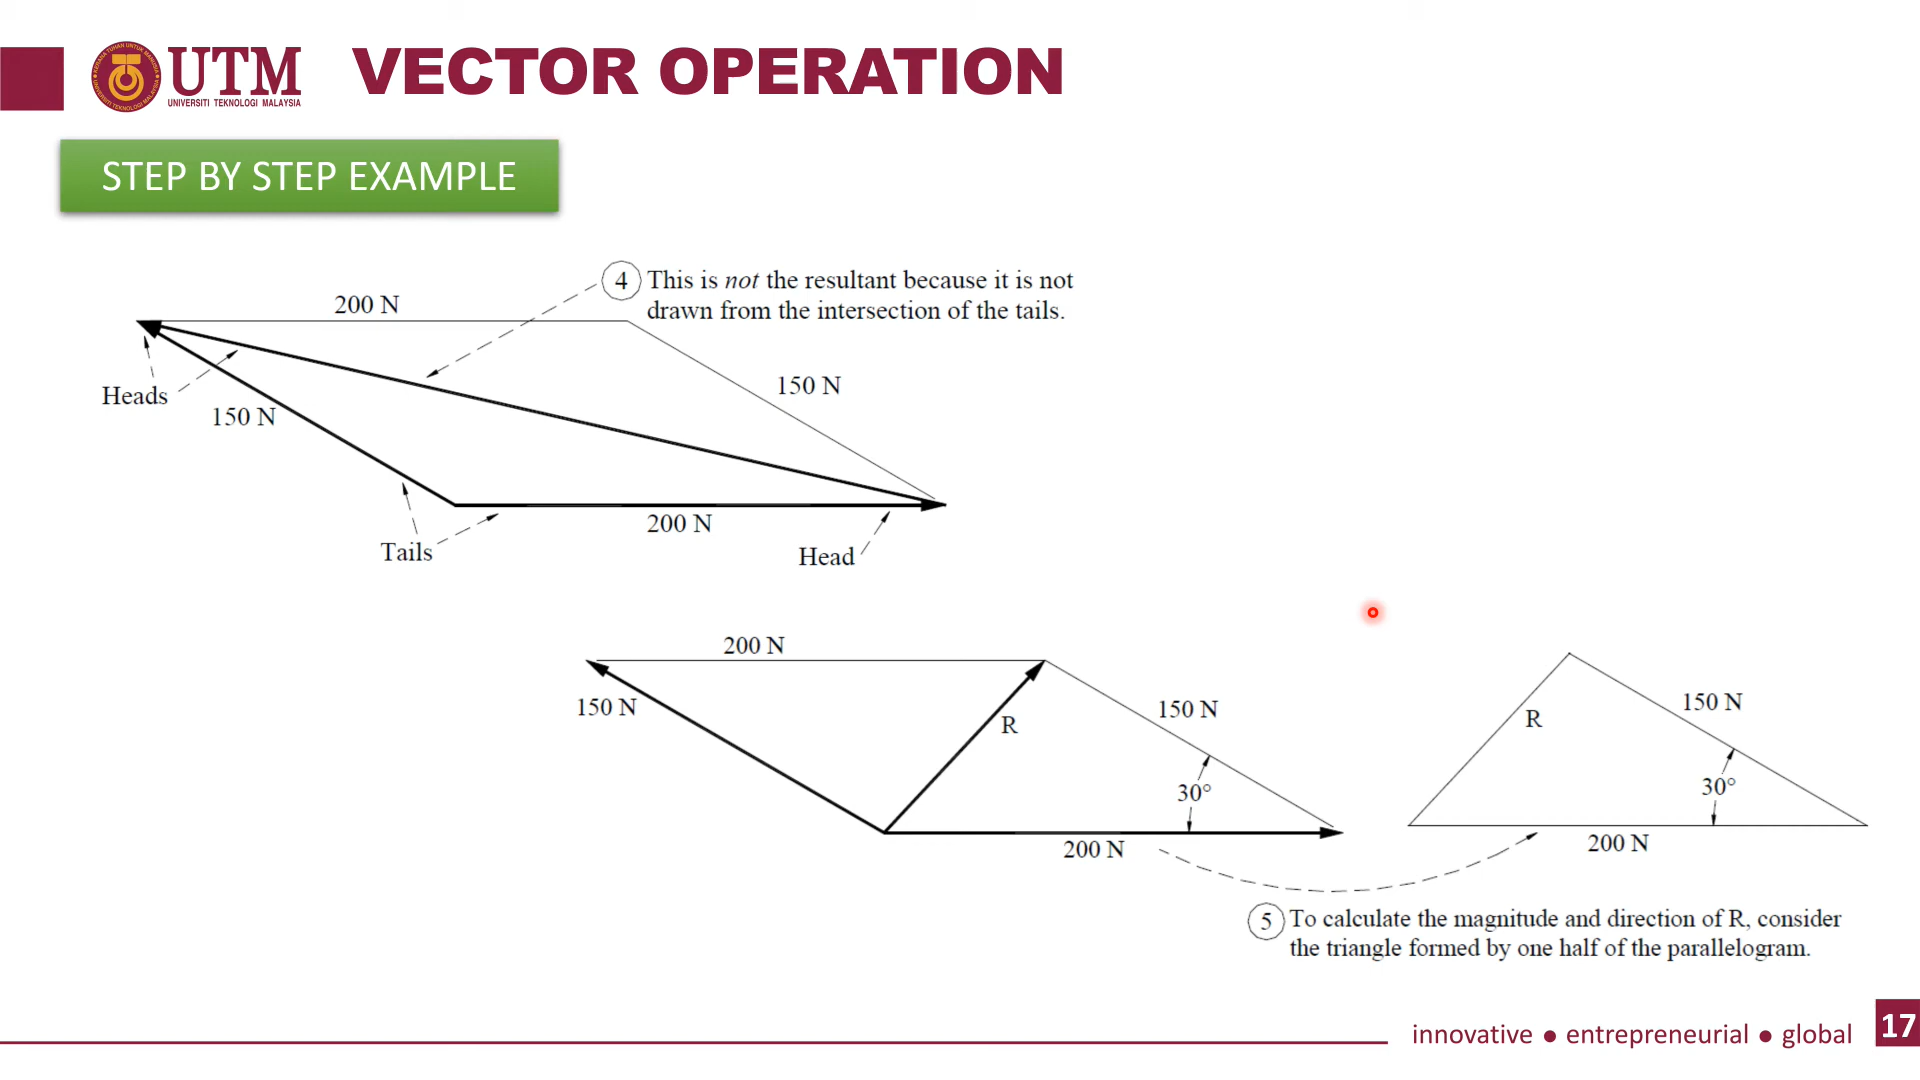 UTM
UNIVERSITI TEKNOLOGI MALAYSIA
VECTOR OPERATION
STEP BY STEP EXAMPLE
4 This is not the resultant because it is not
drawn from the intersection of the tails.
200 N
150 N
Heads
150 N
200 N
Tails
Head
200 N
150 N
R
150 N
30°
200 N
R
150 N
30°
200 N
5 To calculate the magnitude and direction of R, consider
the triangle formed by one half of the parallelogram.
innovative ● entrepreneurial ● global
17